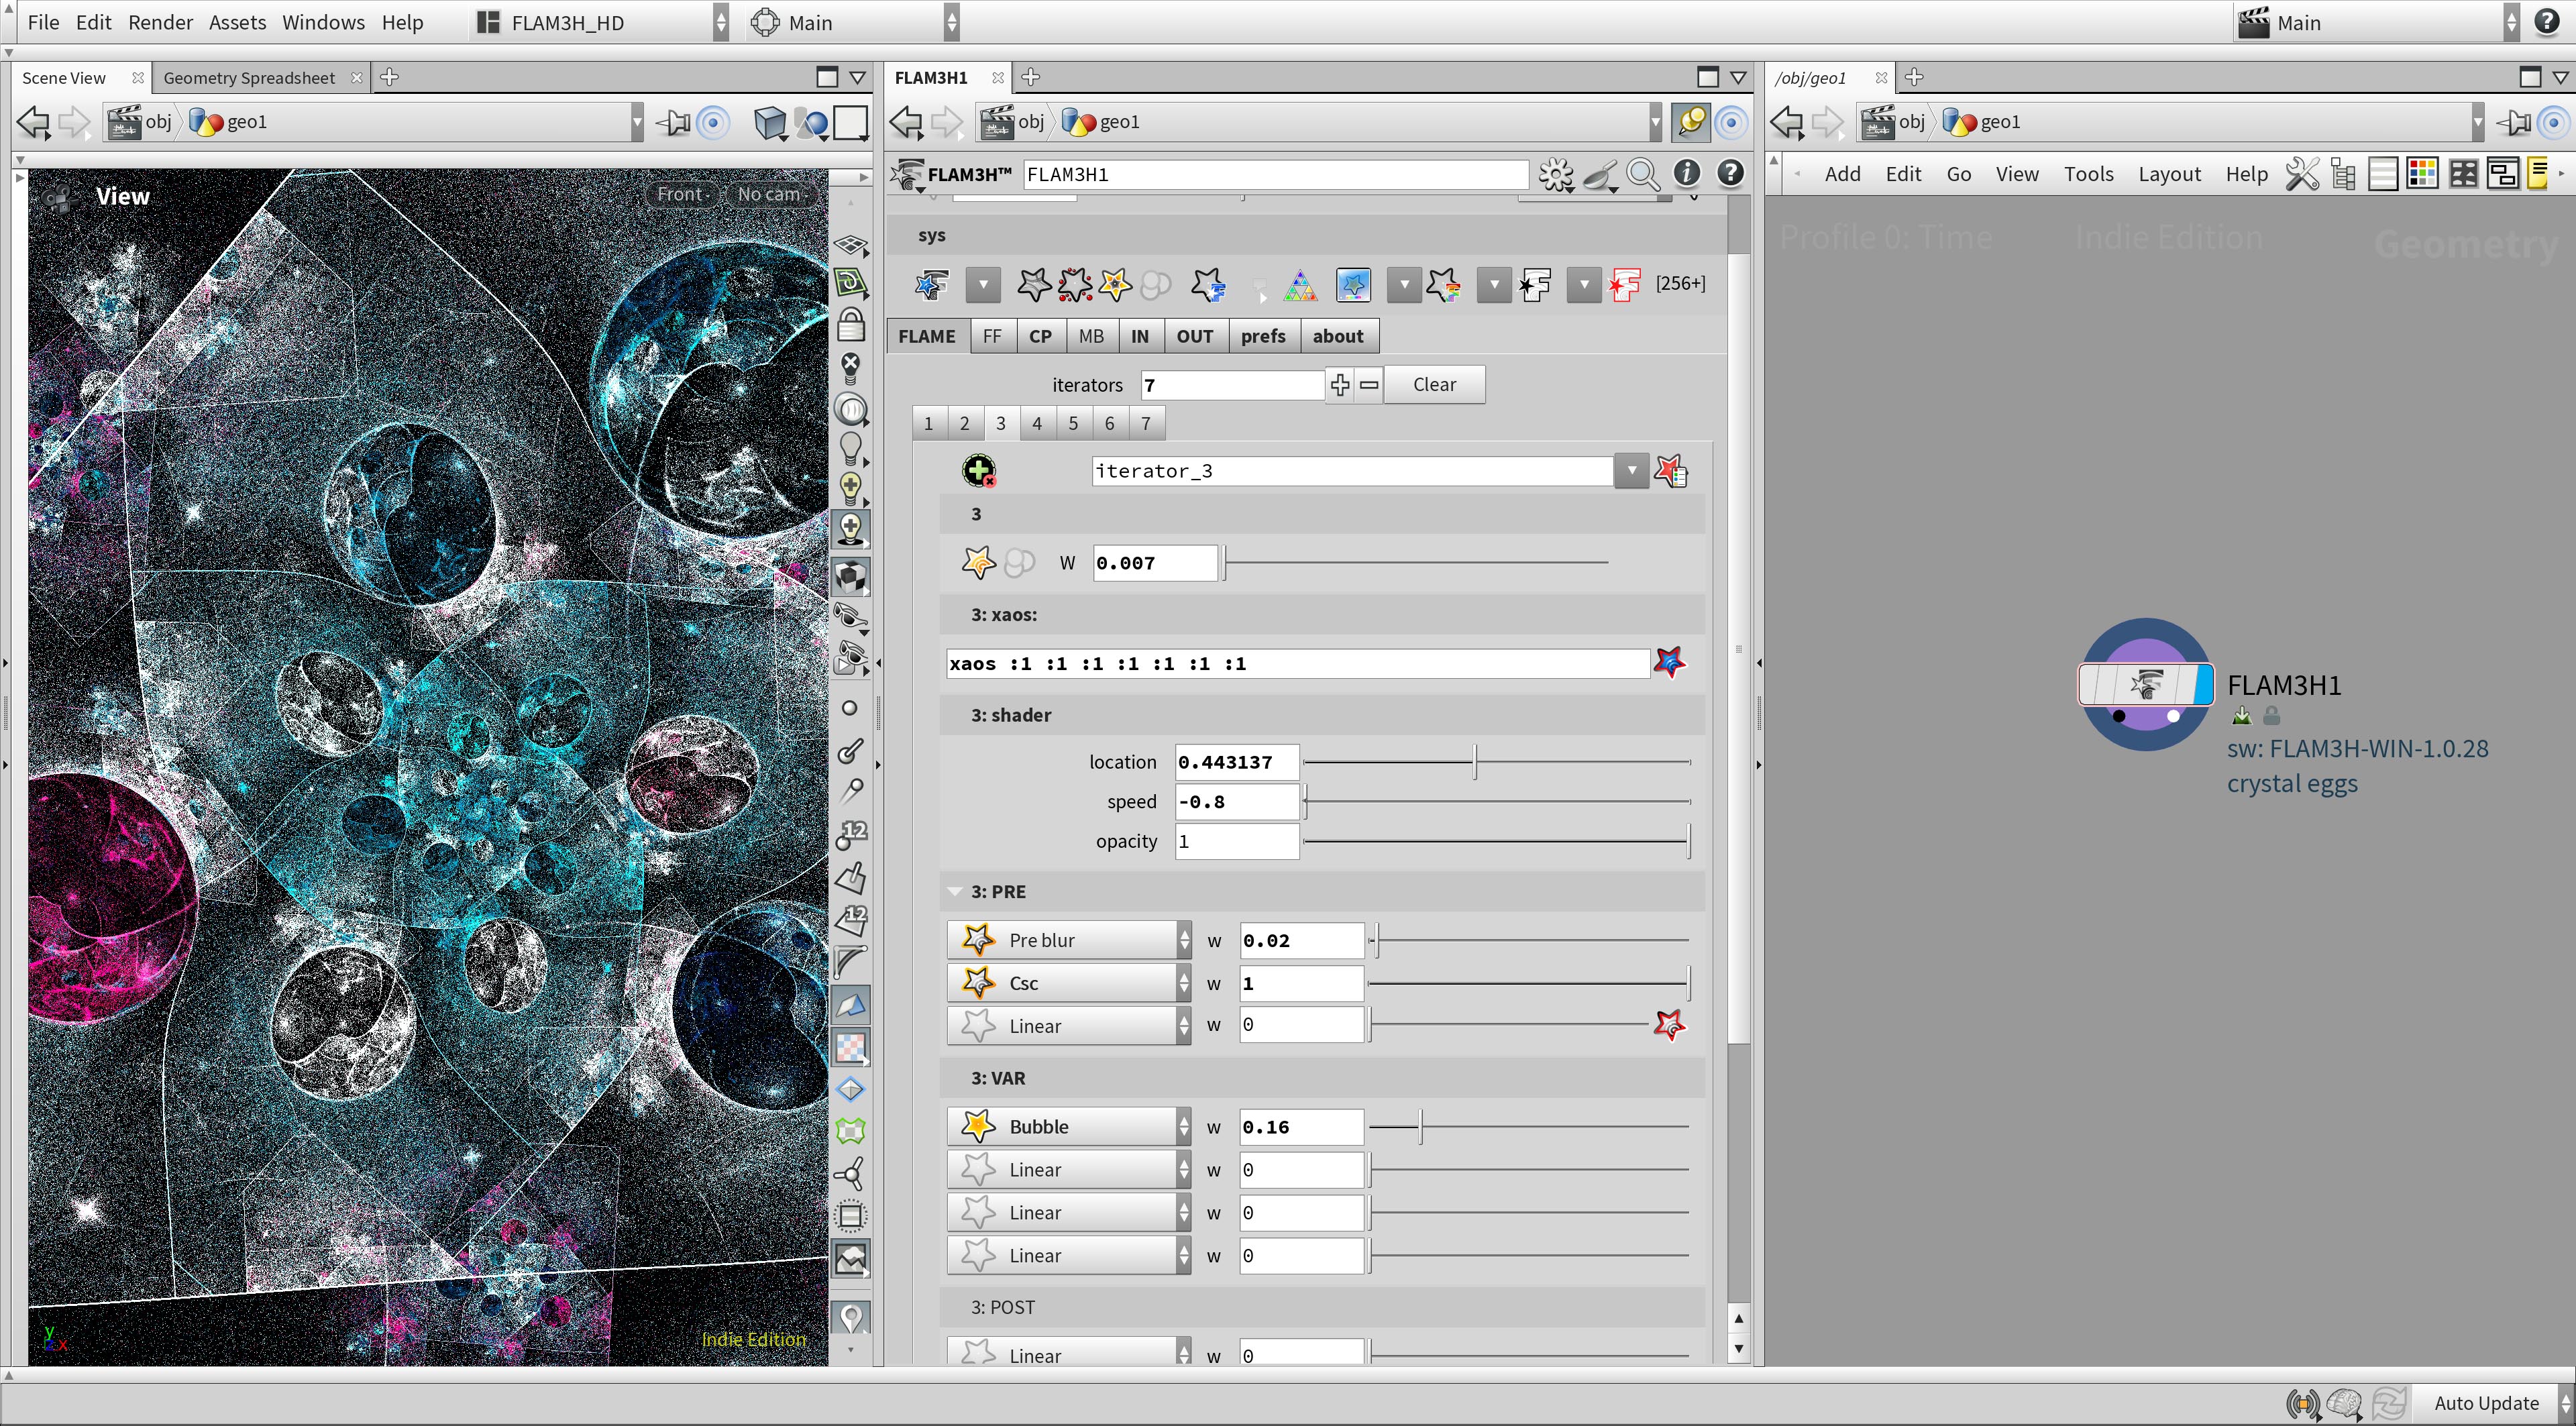 File Edit Render Assets Windows Help FLAM3H_HD Main Main
Scene View Geometry Spreadsheet
obj geo1
View Front No cam
Indie Edition
y
z x
12
12
FLAM3H1
obj geo1
FLAM3H™ FLAM3H1
sys
[256+]
FLAME FF CP MB IN OUT prefs about
iterators 7 Clear
1 2 3 4 5 6 7
iterator_3
3
W 0.007
3: xaos:
xaos :1 :1 :1 :1 :1 :1 :1
3: shader
location 0.443137
speed -0.8
opacity 1
3: PRE
Pre blur w 0.02
Csc w 1
Linear w 0
3: VAR
Bubble w 0.16
Linear w 0
Linear w 0
Linear w 0
3: POST
Linear w 0
/obj/geo1
obj geo1
Add Edit Go View Tools Layout Help
Profile 0: Time Indie Edition Geometry
FLAM3H1
sw: FLAM3H-WIN-1.0.28
crystal eggs
Auto Update